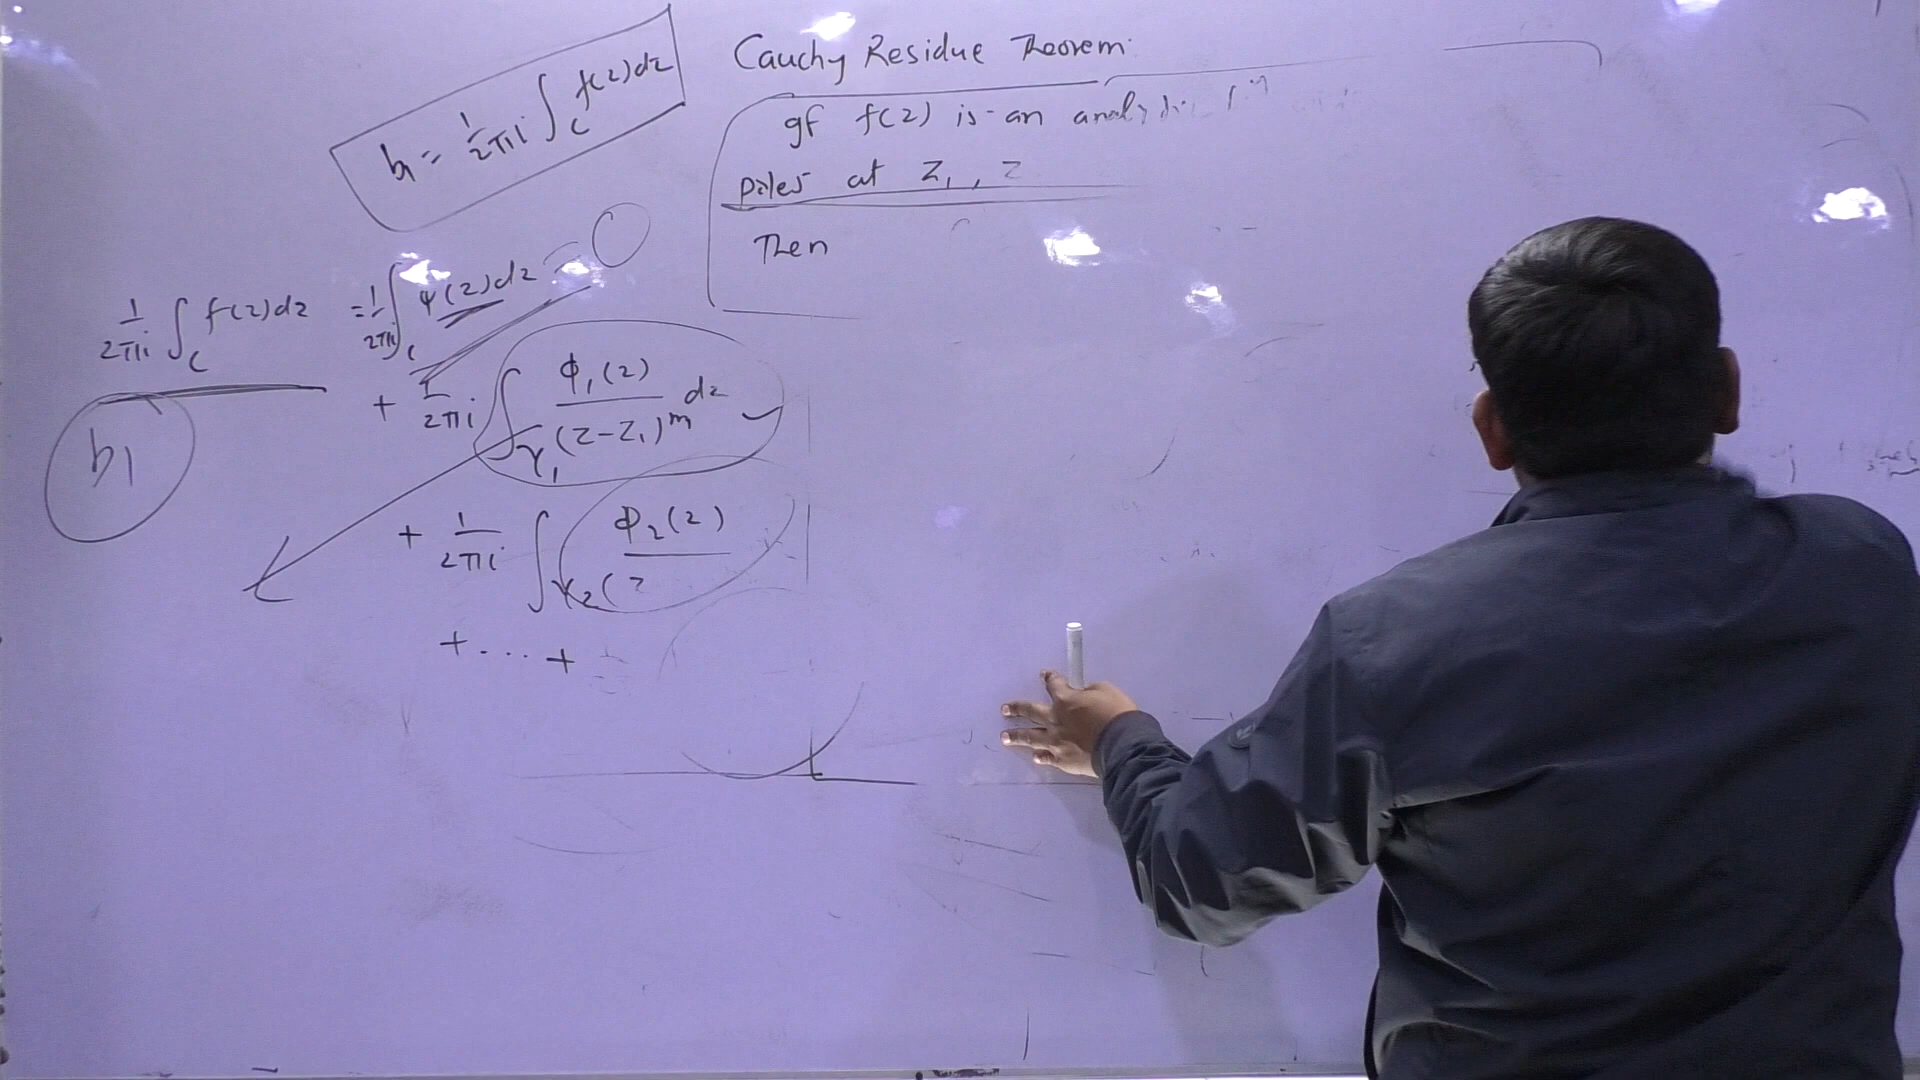 b₁ = 1/2πi ∫_C f(z)dz
Cauchy Residue Theorem.
If f(z) is an analytic fn
poles at z₁, z
Then
1/2πi ∫_C f(z)dz = 1/2πi ∫_C ψ(z)dz =
+ 1/2πi ∫_γ₁ φ₁(z)/(z-z₁)^m dz
b₁
+ 1/2πi ∫_γ₂ φ₂(z)/(z
+ .... +